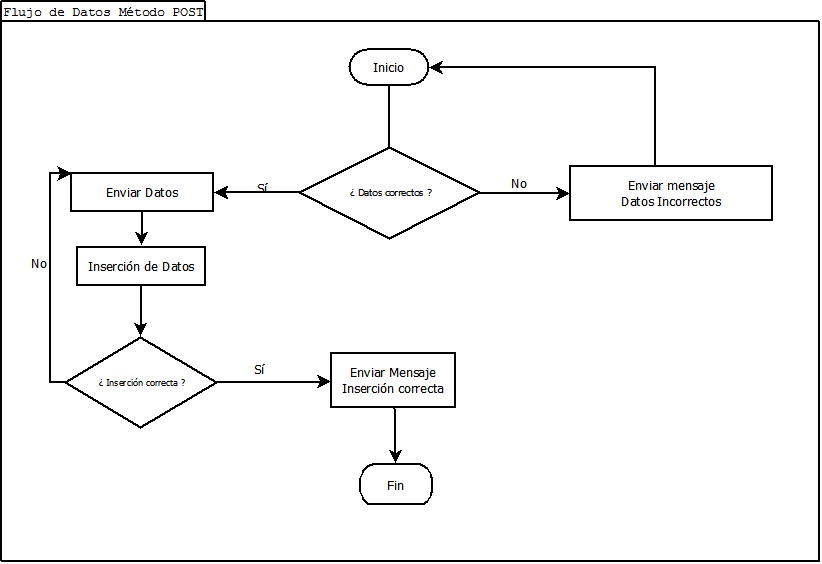 Flujo de Datos Método POST
Inicio
¿ Datos correctos ?
Sí
No
Enviar Datos
Enviar mensaje
Datos Incorrectos
Inserción de Datos
No
¿ Inserción correcta ?
Sí
Enviar Mensaje
Inserción correcta
Fin